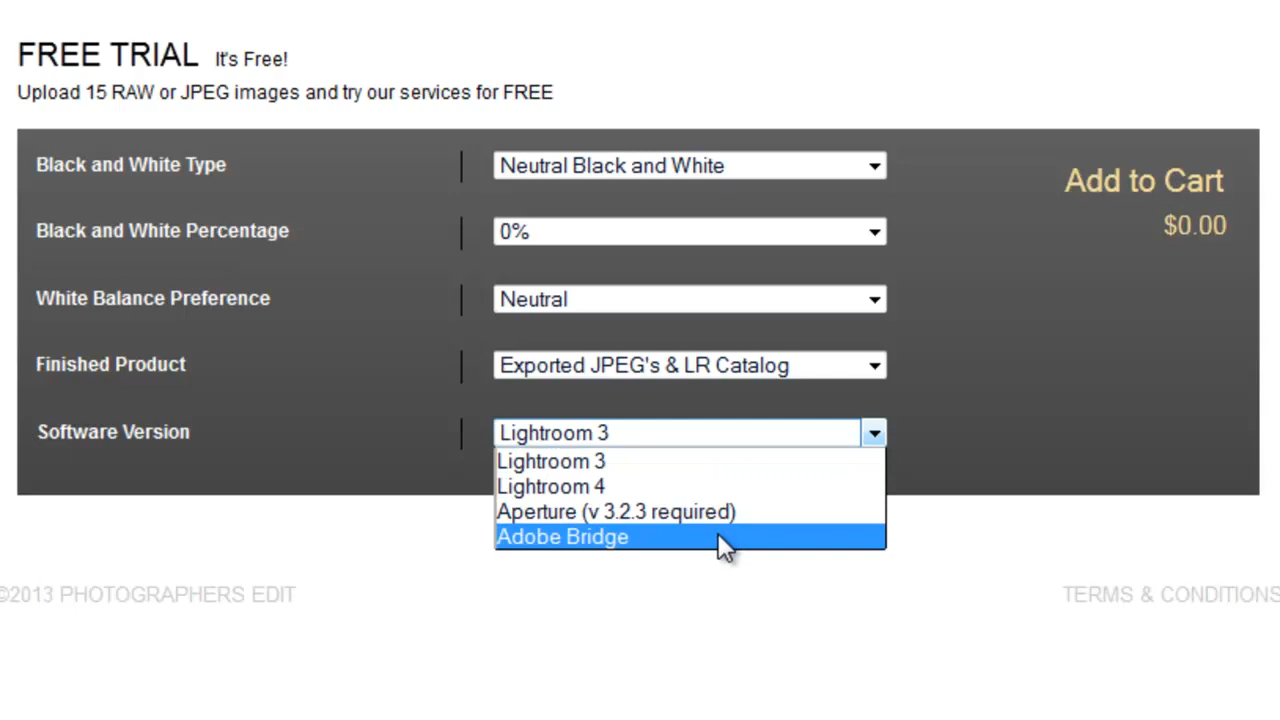 FREE TRIAL It's Free!
Upload 15 RAW or JPEG images and try our services for FREE
Black and White Type
Neutral Black and White
Add to Cart
$0.00
Black and White Percentage
0%
White Balance Preference
Neutral
Finished Product
Exported JPEG's & LR Catalog
Software Version
Lightroom 3
Lightroom 3
Lightroom 4
Aperture (v 3.2.3 required)
Adobe Bridge
©2013 PHOTOGRAPHERS EDIT
TERMS & CONDITIONS